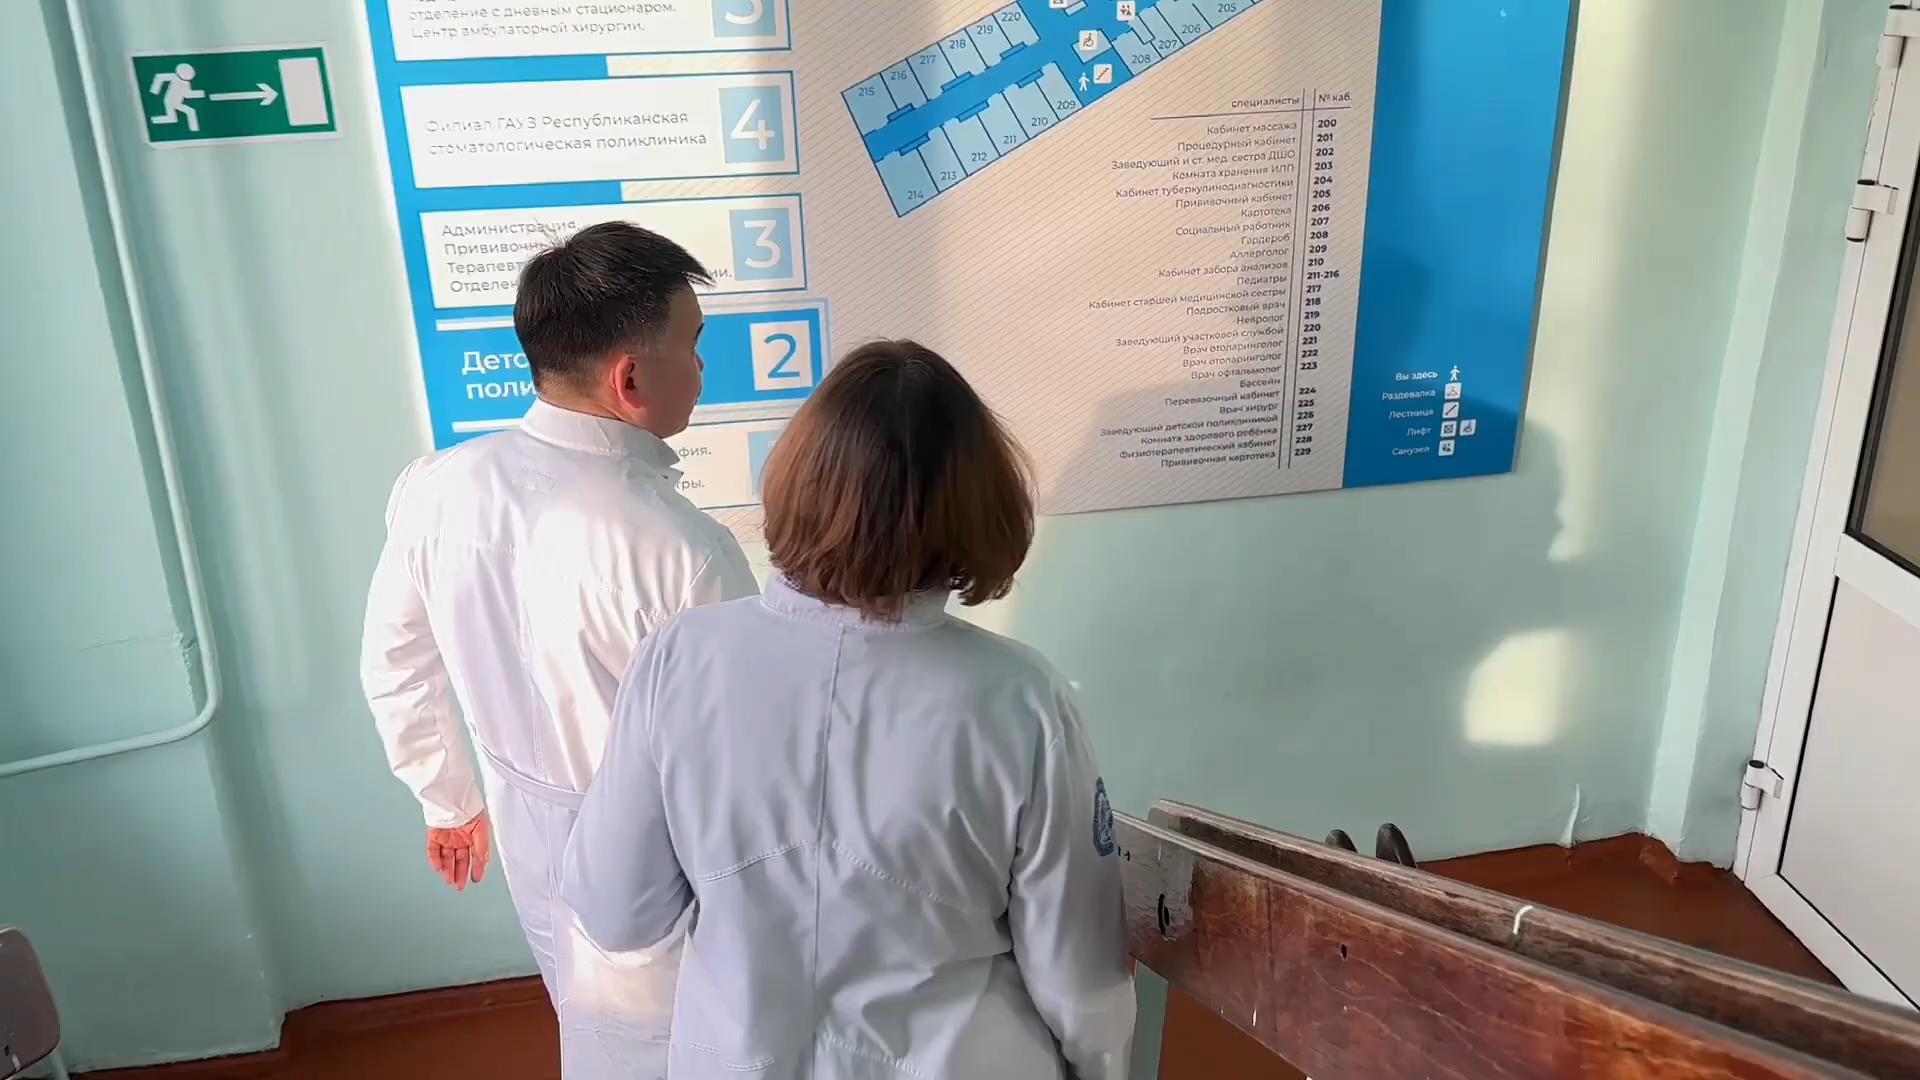 отделение с дневным стационаром.
Центр амбулаторной хирургии.
5
Филиал ГАУЗ Республиканская
стоматологическая поликлиника
4
Администрация
3
ии.
2
фия.
220
219
218
217
216
215
214
213
212
211
210
209
208
207
206
205
специалисты № каб.
Кабинет массажа 200
Процедурный кабинет 201
Заведующий и ст. мед. сестра ДШО 202
Комната хранения ИЛП 203
Кабинет туберкулинодиагностики 204
Прививочный кабинет 205
Картотека 206
Социальный работник 207
Гардероб 208
Аллерголог 209
Кабинет забора анализов 210
Педиатры 211-216
Кабинет старшей медицинской сестры 217
Подростковый врач 218
Невролог 219
Заведующий участковой службой 220
Врач отоларинголог 221
Врач отоларинголог 222
Врач офтальмолог 223
Бассейн
Перевязочный кабинет 224
Врач хирург 225
Заведующий детской поликлиникой 226
Комната здорового ребёнка 227
Физиотерапевтический кабинет 228
Прививочная картотека 229
Вы здесь
Раздевалка
Лестница
Лифт
Санузел